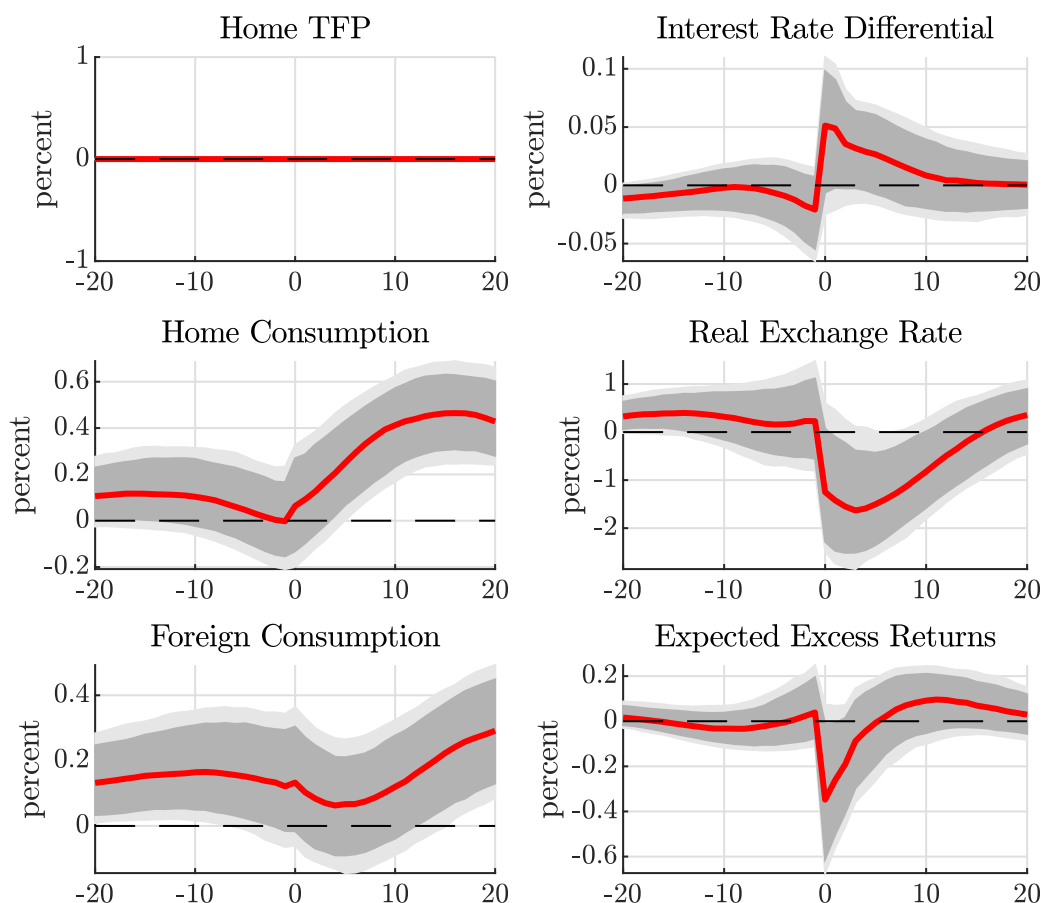 Home TFP
percent
1
0
-1
-20 -10 0 10 20
Interest Rate Differential
percent
0.1
0.05
0
-0.05
-20 -10 0 10 20
Home Consumption
percent
0.6
0.4
0.2
0
-0.2
-20 -10 0 10 20
Real Exchange Rate
percent
1
0
-1
-2
-20 -10 0 10 20
Foreign Consumption
percent
0.4
0.2
0
-20 -10 0 10 20
Expected Excess Returns
percent
0.2
0
-0.2
-0.4
-0.6
-20 -10 0 10 20